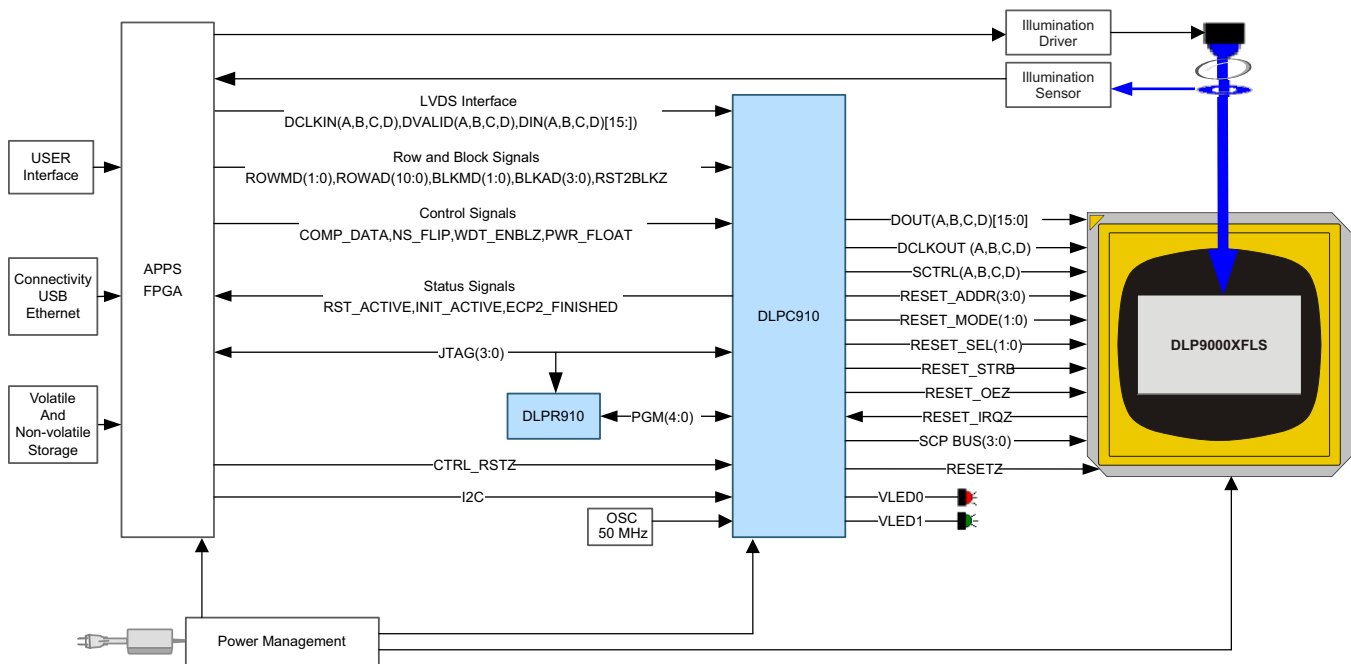 Illumination
Driver
Illumination
Sensor
LVDS Interface
DCLKIN(A,B,C,D),DVALID(A,B,C,D),DIN(A,B,C,D)[15:])
USER
Interface
Row and Block Signals
ROWMD(1:0),ROWAD(10:0),BLKMD(1:0),BLKAD(3:0),RST2BLKZ
Control Signals
COMP_DATA,NS_FLIP,WDT_ENBLZ,PWR_FLOAT
APPS
FPGA
Connectivity
USB
Ethernet
Status Signals
RST_ACTIVE,INIT_ACTIVE,ECP2_FINISHED
DLPC910
JTAG(3:0)
DLPR910
PGM(4:0)
Volatile
And
Non-volatile
Storage
CTRL_RSTZ
I2C
OSC
50 MHz
DOUT(A,B,C,D)[15:0]
DCLKOUT (A,B,C,D)
SCTRL(A,B,C,D)
RESET_ADDR(3:0)
RESET_MODE(1:0)
RESET_SEL(1:0)
RESET_STRB
RESET_OEZ
RESET_IRQZ
SCP BUS(3:0)
RESETZ
VLED0
VLED1
DLP9000XFLS
Power Management